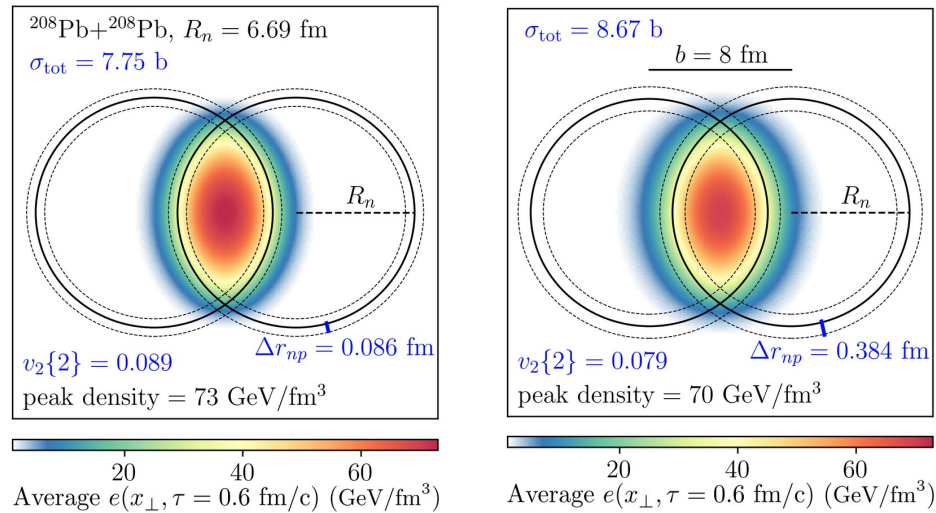 ²⁰⁸Pb+²⁰⁸Pb, Rₙ = 6.69 fm
σ_tot = 7.75 b
Rₙ
Δr_np = 0.086 fm
v₂{2} = 0.089
peak density = 73 GeV/fm³
20 40 60
Average e(x⊥, τ = 0.6 fm/c) (GeV/fm³)
σ_tot = 8.67 b
b = 8 fm
Rₙ
Δr_np = 0.384 fm
v₂{2} = 0.079
peak density = 70 GeV/fm³
20 40 60
Average e(x⊥, τ = 0.6 fm/c) (GeV/fm³)